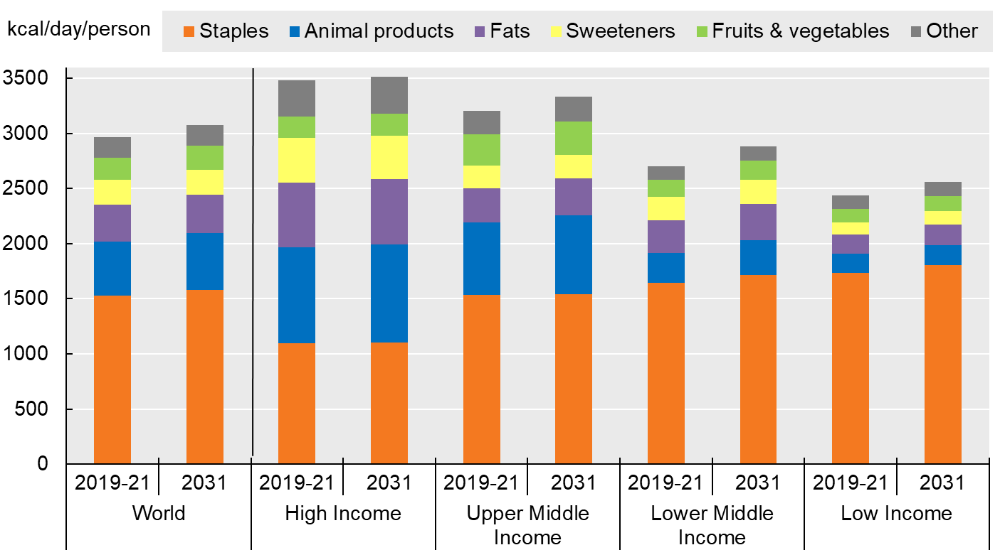 kcal/day/person
Staples Animal products Fats Sweeteners Fruits & vegetables Other
3500
3000
2500
2000
1500
1000
500
0
2019-21 2031 2019-21 2031 2019-21 2031 2019-21 2031 2019-21 2031
World High Income Upper Middle Lower Middle Low Income
Income Income